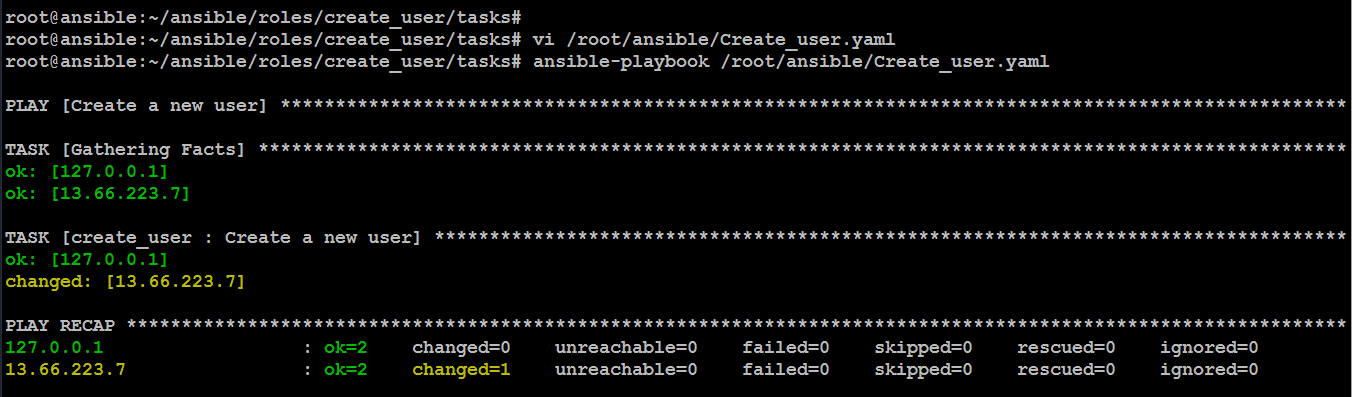 root@ansible:~/ansible/roles/create_user/tasks#
root@ansible:~/ansible/roles/create_user/tasks# vi /root/ansible/Create_user.yaml
root@ansible:~/ansible/roles/create_user/tasks# ansible-playbook /root/ansible/Create_user.yaml
PLAY [Create a new user] *************************************************************************************************
TASK [Gathering Facts] ***************************************************************************************************
ok: [127.0.0.1]
ok: [13.66.223.7]
TASK [create_user : Create a new user] ***********************************************************************************
ok: [127.0.0.1]
changed: [13.66.223.7]
PLAY RECAP ***************************************************************************************************************
127.0.0.1                  : ok=2    changed=0    unreachable=0    failed=0    skipped=0    rescued=0    ignored=0
13.66.223.7                : ok=2    changed=1    unreachable=0    failed=0    skipped=0    rescued=0    ignored=0